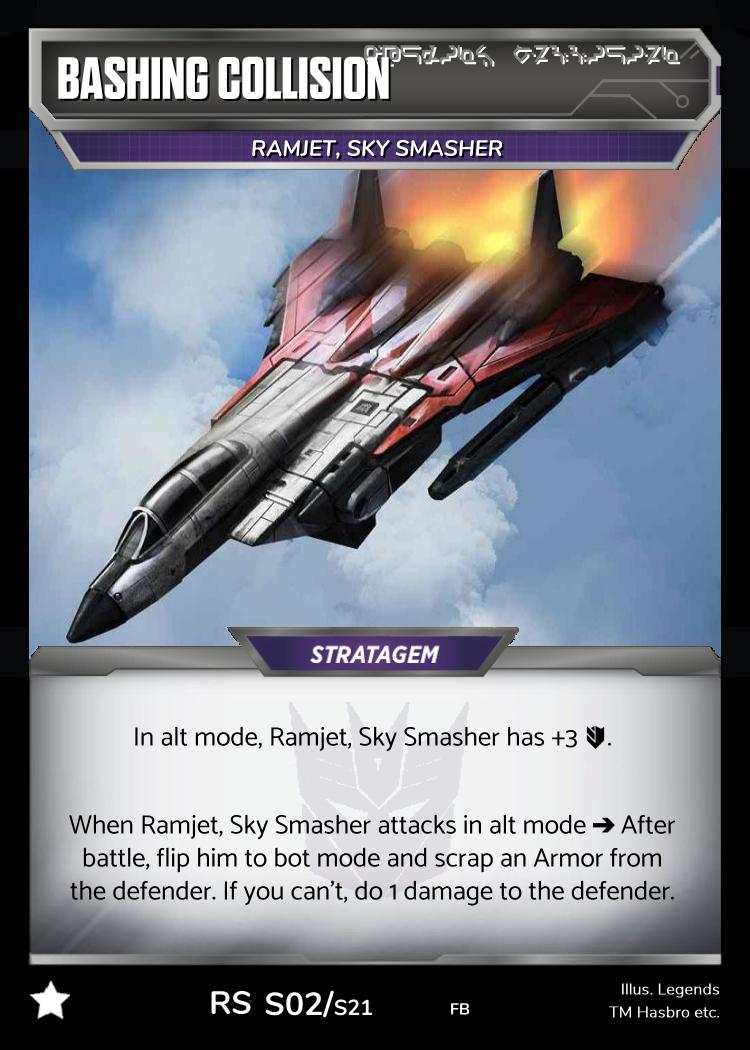 BASHING COLLISION
RAMJET, SKY SMASHER
STRATAGEM
In alt mode, Ramjet, Sky Smasher has +3 .
When Ramjet, Sky Smasher attacks in alt mode ➔ After
battle, flip him to bot mode and scrap an Armor from
the defender. If you can't, do 1 damage to the defender.
RS S02/S21
FB
Illus. Legends
TM Hasbro etc.